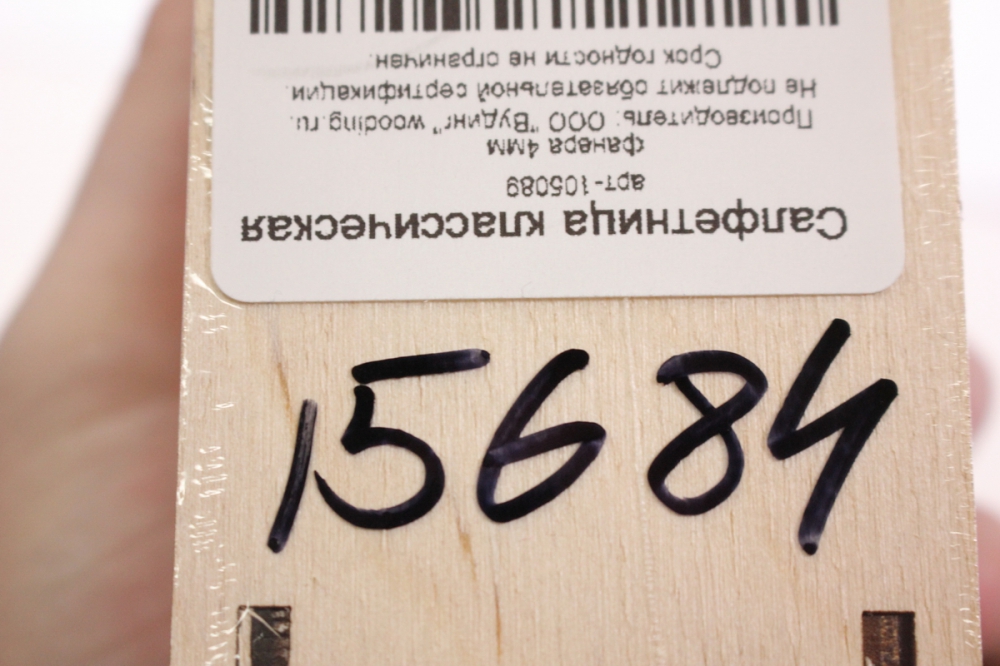 Салфетница классическая
арт-105089
фанера 4мм
Производитель: ООО "Вудинг" wooding.ru.
Не подлежит обязательной сертификации.
Срок годности не ограничен.
15684